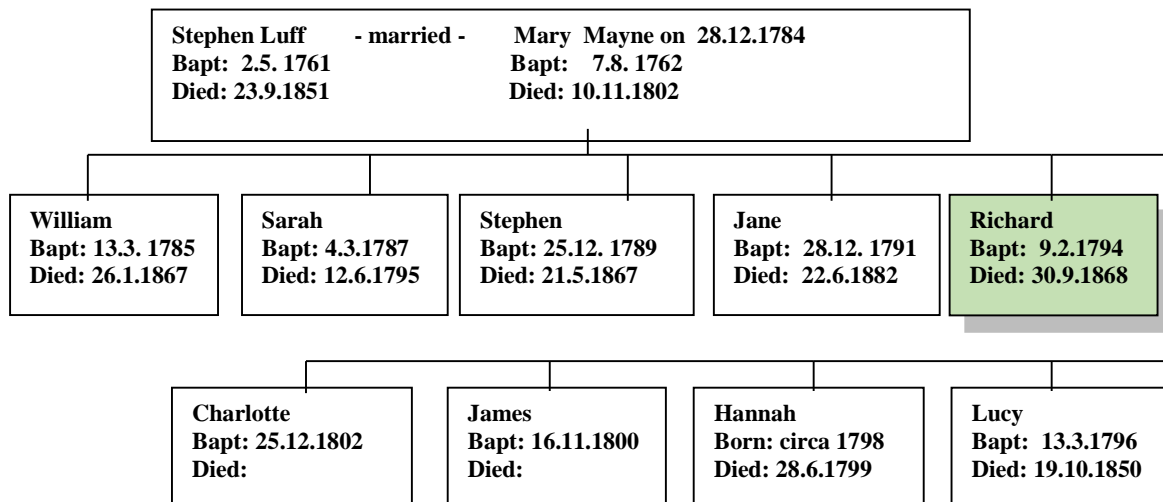 Stephen Luff - married - Mary Mayne on 28.12.1784
Bapt: 2.5. 1761 Bapt: 7.8. 1762
Died: 23.9.1851 Died: 10.11.1802
William
Bapt: 13.3. 1785
Died: 26.1.1867
Sarah
Bapt: 4.3.1787
Died: 12.6.1795
Stephen
Bapt: 25.12. 1789
Died: 21.5.1867
Jane
Bapt: 28.12. 1791
Died: 22.6.1882
Richard
Bapt: 9.2.1794
Died: 30.9.1868
Charlotte
Bapt: 25.12.1802
Died:
James
Bapt: 16.11.1800
Died:
Hannah
Born: circa 1798
Died: 28.6.1799
Lucy
Bapt: 13.3.1796
Died: 19.10.1850